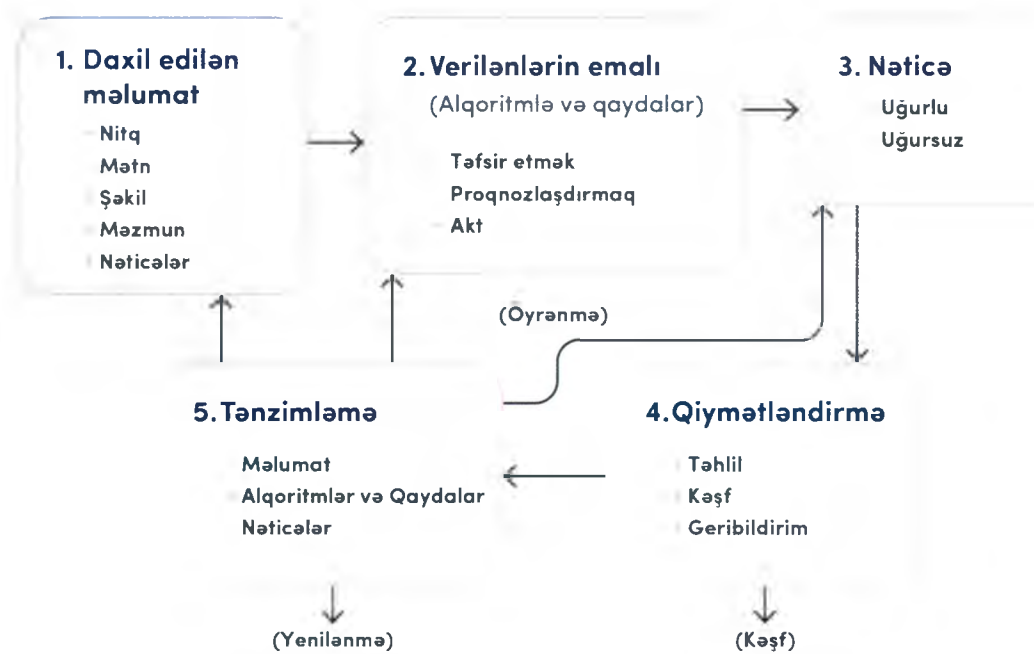 1. Daxil edilən
məlumat
Nitq
Mətn
Şəkil
Məzmun
Nəticələr
2. Verilənlərin emalı
(Alqoritmlə və qaydalar)
Təfsir etmək
Proqnozlaşdırmaq
Akt
3. Nəticə
Uğurlu
Uğursuz
(Öyrənmə)
5. Tənzimləmə
Məlumat
Alqoritmlər və Qaydalar
Nəticələr
4. Qiymətləndirmə
Təhlil
Kəşf
Geribildirim
(Yenilənmə)
(Kəşf)